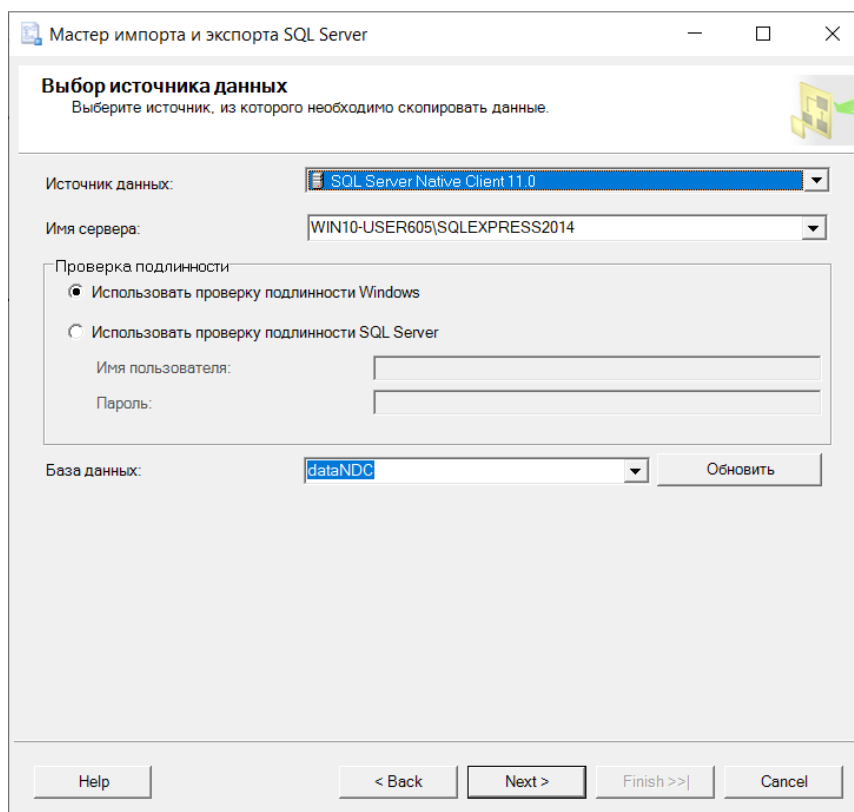 Мастер импорта и экспорта SQL Server
Выбор источника данных
Выберите источник, из которого необходимо скопировать данные.
Источник данных: SQL Server Native Client 11.0
Имя сервера: WIN10-USER605\SQLEXPRESS2014
Проверка подлинности
Использовать проверку подлинности Windows
Использовать проверку подлинности SQL Server
Имя пользователя:
Пароль:
База данных: dataNDC Обновить
Help < Back Next > Finish >>| Cancel